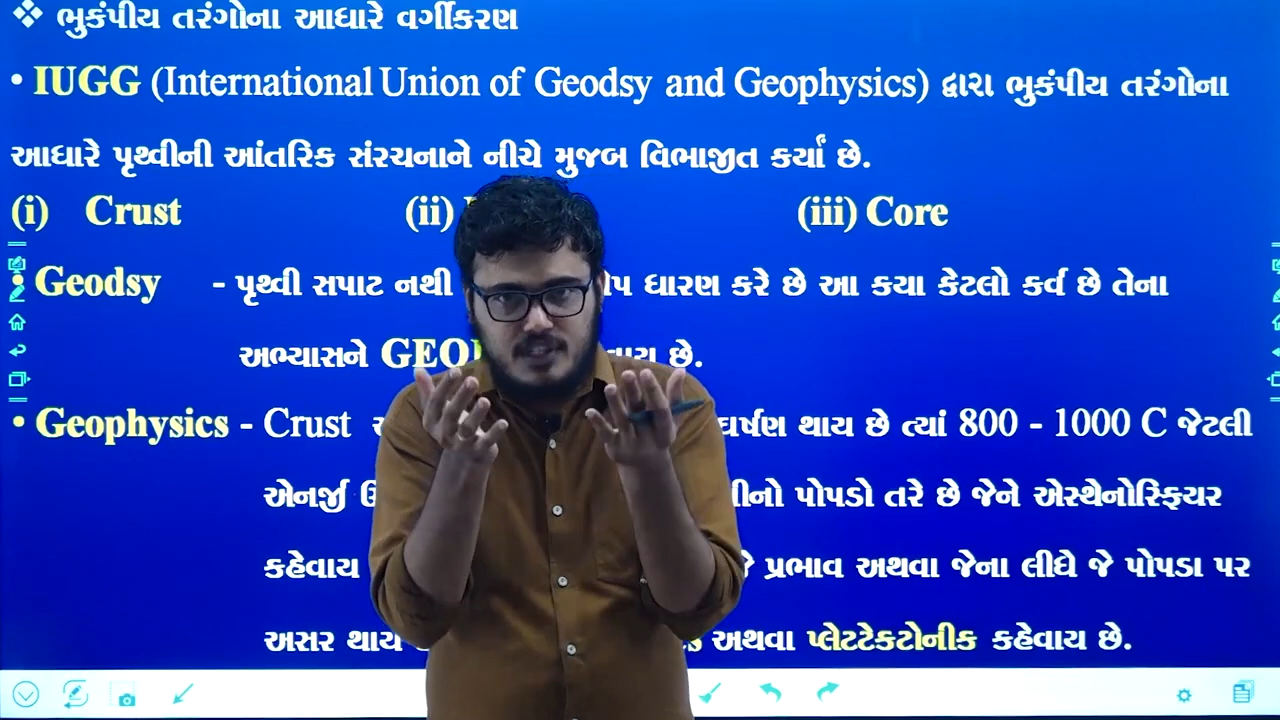 ❖ ભુકંપીય તરંગોના આધારે વર્ગીકરણ
• IUGG (International Union of Geodsy and Geophysics) દ્વારા ભુકંપીય તરંગોના
આધારે પૃથ્વીની આંતરિક સંરચનાને નીચે મુજબ વિભાજીત કર્યાં છે.
(i) Crust (ii) (iii) Core
• Geodsy - પૃથ્વી સપાટ નથી ધારણ કરે છે આ કયા કેટલો કર્વ છે તેના
અભ્યાસને છે.
• Geophysics - Crust ઘર્ષણ થાય છે ત્યાં 800 - 1000 C જેટલી
એનર્જી પોપડો તરે છે જેને એસ્થેનોસ્ફિયર
કહેવાય પ્રભાવ અથવા જેના લીધે જે પોપડા પર
અસર થાય અથવા પ્લેટટેકટોનીક કહેવાય છે.